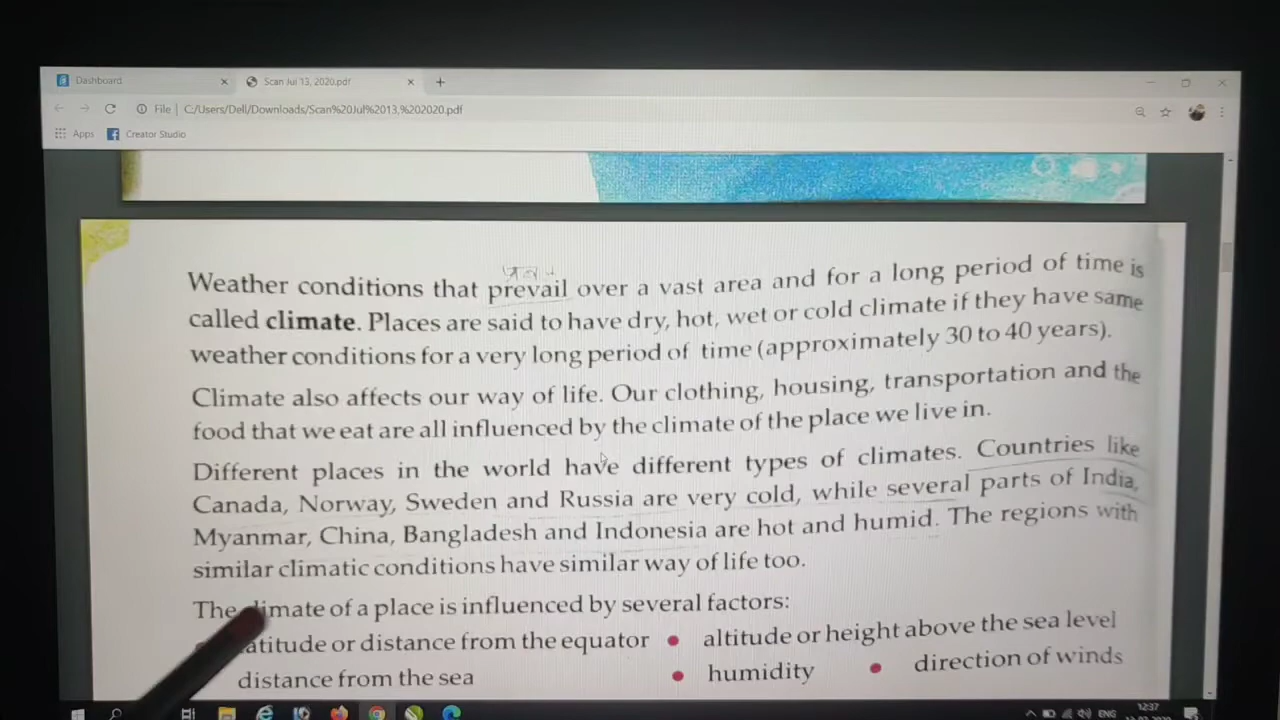 Dashboard
Scan Jul 13, 2020.pdf
File | C:/Users/Dell/Downloads/Scan%20Jul%2013,%202020.pdf
Apps Creator Studio
Weather conditions that prevail over a vast area and for a long period of time is
called climate. Places are said to have dry, hot, wet or cold climate if they have same
weather conditions for a very long period of time (approximately 30 to 40 years).
Climate also affects our way of life. Our clothing, housing, transportation and the
food that we eat are all influenced by the climate of the place we live in.
Different places in the world have different types of climates. Countries like
Canada, Norway, Sweden and Russia are very cold, while several parts of India,
Myanmar, China, Bangladesh and Indonesia are hot and humid. The regions with
similar climatic conditions have similar way of life too.
The climate of a place is influenced by several factors:
latitude or distance from the equator • altitude or height above the sea level
distance from the sea • humidity • direction of winds
ENG 12:37